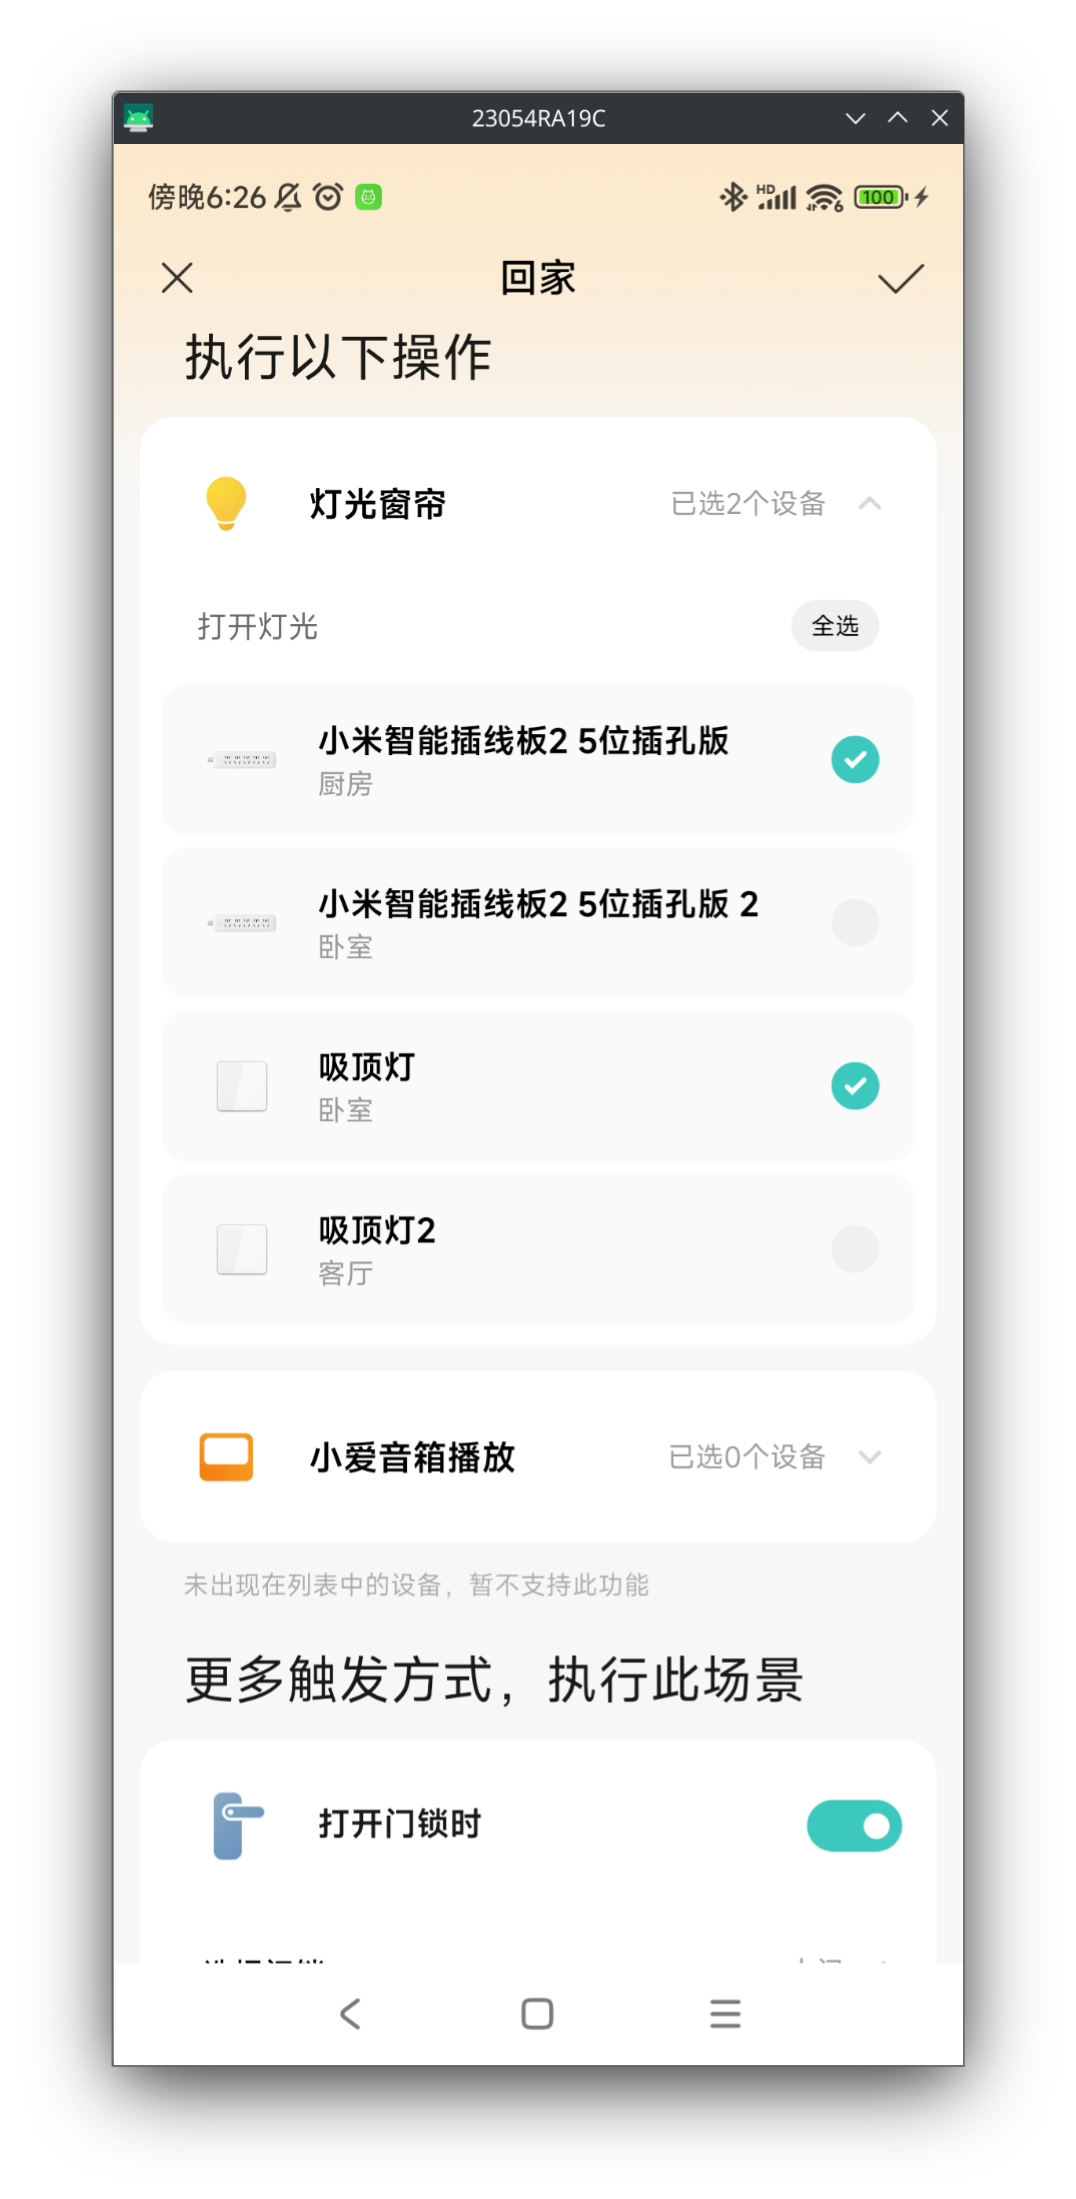 23054RA19C
傍晚6:26
HD
6
100
回家
执行以下操作
灯光窗帘
已选2个设备
打开灯光
全选
小米智能插线板2 5位插孔版
厨房
小米智能插线板2 5位插孔版 2
卧室
吸顶灯
卧室
吸顶灯2
客厅
小爱音箱播放
已选0个设备
未出现在列表中的设备，暂不支持此功能
更多触发方式，执行此场景
打开门锁时